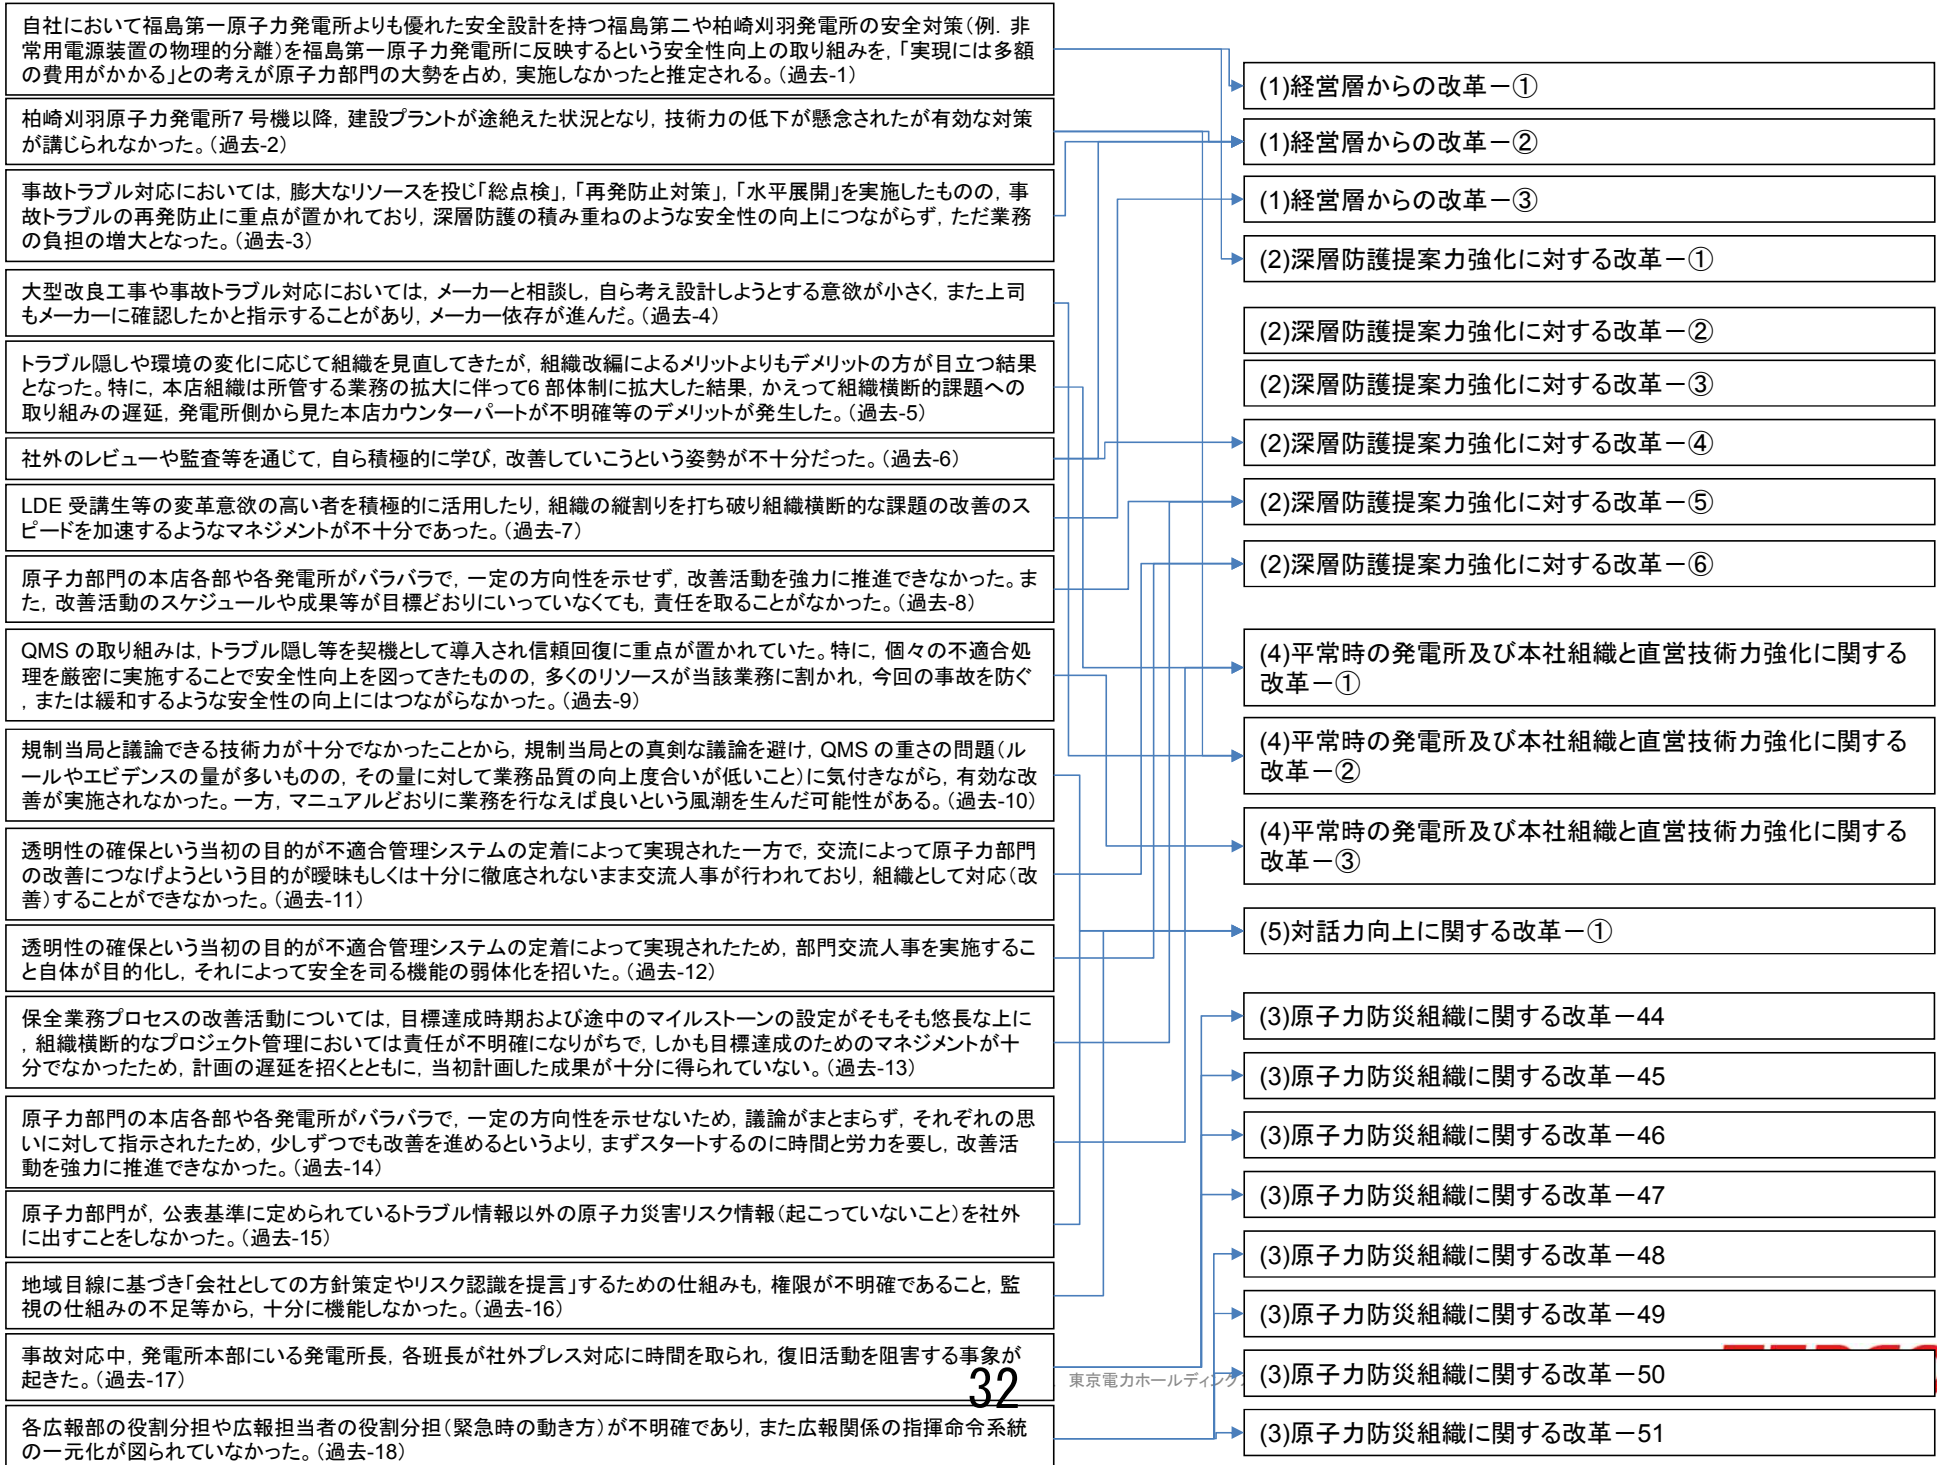 自社において福島第一原子力発電所よりも優れた安全設計を持つ福島第二や柏崎刈羽発電所の安全対策（例．非
常用電源装置の物理的分離）を福島第一原子力発電所に反映するという安全性向上の取り組みを，「実現には多額
の費用がかかる」との考えが原子力部門の大勢を占め，実施しなかったと推定される。（過去-1）
柏崎刈羽原子力発電所7 号機以降，建設プラントが途絶えた状況となり，技術力の低下が懸念されたが有効な対策
が講じられなかった。（過去-2）
事故トラブル対応においては，膨大なリソースを投じ「総点検」，「再発防止対策」，「水平展開」を実施したものの，事
故トラブルの再発防止に重点が置かれており，深層防護の積み重ねのような安全性の向上につながらず，ただ業務
の負担の増大となった。（過去-3）
大型改良工事や事故トラブル対応においては，メーカーと相談し，自ら考え設計しようとする意欲が小さく，また上司
もメーカーに確認したかと指示することがあり，メーカー依存が進んだ。（過去-4）
トラブル隠しや環境の変化に応じて組織を見直してきたが，組織改編によるメリットよりもデメリットの方が目立つ結果
となった。特に，本店組織は所管する業務の拡大に伴って6 部体制に拡大した結果，かえって組織横断的課題への
取り組みの遅延，発電所側から見た本店カウンターパートが不明確等のデメリットが発生した。（過去-5）
社外のレビューや監査等を通じて，自ら積極的に学び，改善していこうという姿勢が不十分だった。（過去-6）
LDE 受講生等の変革意欲の高い者を積極的に活用したり，組織の縦割りを打ち破り組織横断的な課題の改善のス
ピードを加速するようなマネジメントが不十分であった。（過去-7）
原子力部門の本店各部や各発電所がバラバラで，一定の方向性を示せず，改善活動を強力に推進できなかった。ま
た，改善活動のスケジュールや成果等が目標どおりにいっていなくても，責任を取ることがなかった。（過去-8）
QMS の取り組みは，トラブル隠し等を契機として導入され信頼回復に重点が置かれていた。特に，個々の不適合処
理を厳密に実施することで安全性向上を図ってきたものの，多くのリソースが当該業務に割かれ，今回の事故を防ぐ
，または緩和するような安全性の向上にはつながらなかった。（過去-9）
規制当局と議論できる技術力が十分でなかったことから，規制当局との真剣な議論を避け，QMS の重さの問題（ル
ールやエビデンスの量が多いものの，その量に対して業務品質の向上度合いが低いこと）に気付きながら，有効な改
善が実施されなかった。一方，マニュアルどおりに業務を行なえば良いという風潮を生んだ可能性がある。（過去-10）
透明性の確保という当初の目的が不適合管理システムの定着によって実現された一方で，交流によって原子力部門
の改善につなげようという目的が曖昧もしくは十分に徹底されないまま交流人事が行われており，組織として対応（改
善）することができなかった。（過去-11）
透明性の確保という当初の目的が不適合管理システムの定着によって実現されたため，部門交流人事を実施するこ
と自体が目的化し，それによって安全を司る機能の弱体化を招いた。（過去-12）
保全業務プロセスの改善活動については，目標達成時期および途中のマイルストーンの設定がそもそも悠長な上に
，組織横断的なプロジェクト管理においては責任が不明確になりがちで，しかも目標達成のためのマネジメントが十
分でなかったため，計画の遅延を招くとともに，当初計画した成果が十分に得られていない。（過去-13）
原子力部門の本店各部や各発電所がバラバラで，一定の方向性を示せないため，議論がまとまらず，それぞれの思
いに対して指示されたため，少しずつでも改善を進めるというより，まずスタートするのに時間と労力を要し，改善活
動を強力に推進できなかった。（過去-14）
原子力部門が，公表基準に定められているトラブル情報以外の原子力災害リスク情報（起こっていないこと）を社外
に出すことをしなかった。（過去-15）
地域目線に基づき「会社としての方針策定やリスク認識を提言」するための仕組みも，権限が不明確であること，監
視の仕組みの不足等から，十分に機能しなかった。（過去-16）
事故対応中，発電所本部にいる発電所長，各班長が社外プレス対応に時間を取られ，復旧活動を阻害する事象が
起きた。（過去-17）
各広報部の役割分担や広報担当者の役割分担（緊急時の動き方）が不明確であり，また広報関係の指揮命令系統
の一元化が図られていなかった。（過去-18）
(1)経営層からの改革－①
(1)経営層からの改革－②
(1)経営層からの改革－③
(2)深層防護提案力強化に対する改革－①
(2)深層防護提案力強化に対する改革－②
(2)深層防護提案力強化に対する改革－③
(2)深層防護提案力強化に対する改革－④
(2)深層防護提案力強化に対する改革－⑤
(2)深層防護提案力強化に対する改革－⑥
(4)平常時の発電所及び本社組織と直営技術力強化に関する
改革－①
(4)平常時の発電所及び本社組織と直営技術力強化に関する
改革－②
(4)平常時の発電所及び本社組織と直営技術力強化に関する
改革－③
(5)対話力向上に関する改革－①
(3)原子力防災組織に関する改革－44
(3)原子力防災組織に関する改革－45
(3)原子力防災組織に関する改革－46
(3)原子力防災組織に関する改革－47
(3)原子力防災組織に関する改革－48
(3)原子力防災組織に関する改革－49
(3)原子力防災組織に関する改革－50
(3)原子力防災組織に関する改革－51
32
東京電力ホールディング